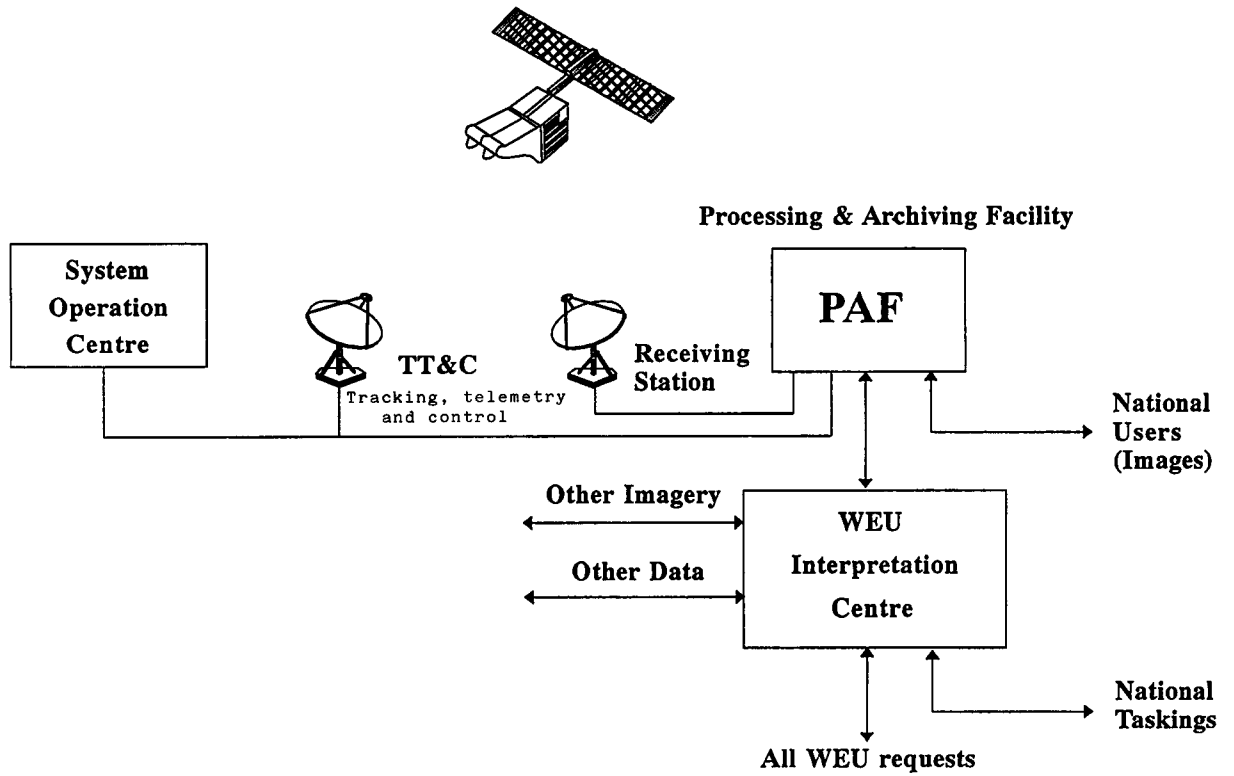 Processing & Archiving Facility
System
Operation
Centre
PAF
TT&C
Tracking, telemetry
and control
Receiving
Station
National
Users
(Images)
Other Imagery
Other Data
WEU
Interpretation
Centre
National
Taskings
All WEU requests